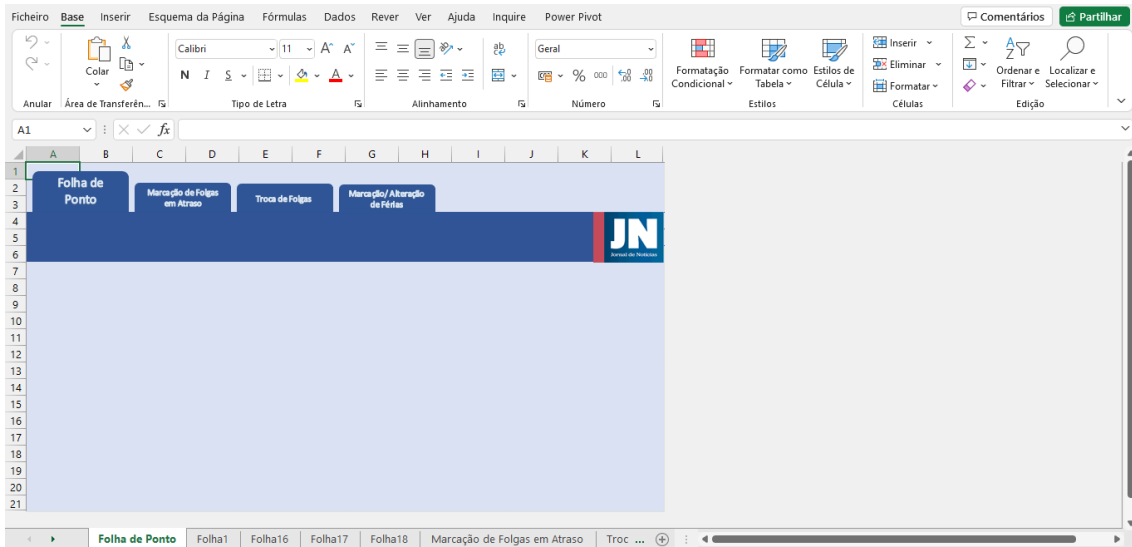 Ficheiro Base Inserir Esquema da Página Fórmulas Dados Rever Ver Ajuda Inquire Power Pivot Comentários Partilhar
Colar
Calibri 11 A^ A˅
N I S A
ab
Geral
% 000
Formatação Condicional
Formatar como Tabela
Estilos de Célula
Inserir
Eliminar
Formatar
Ordenar e Filtrar
Localizar e Selecionar
Anular Área de Transferên... Tipo de Letra Alinhamento Número Estilos Células Edição
A1 fx
A B C D E F G H I J K L
1
2
3
4
5
6
7
8
9
10
11
12
13
14
15
16
17
18
19
20
21
Folha de
Ponto
Marcação de Folgas
em Atraso
Troca de Folgas
Marcação/ Alteração
de Férias
JN
Jornal de Notícias
Folha de Ponto Folha1 Folha16 Folha17 Folha18 Marcação de Folgas em Atraso Troc ...